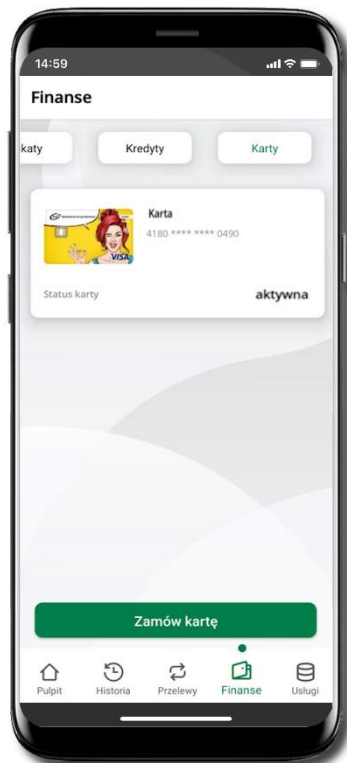 14:59
Finanse
katy
Kredyty
Karty
Karta
4180 **** **** 0490
VISA
Status karty
aktywna
Zamów kartę
Pulpit
Historia
Przelewy
Finanse
Usługi